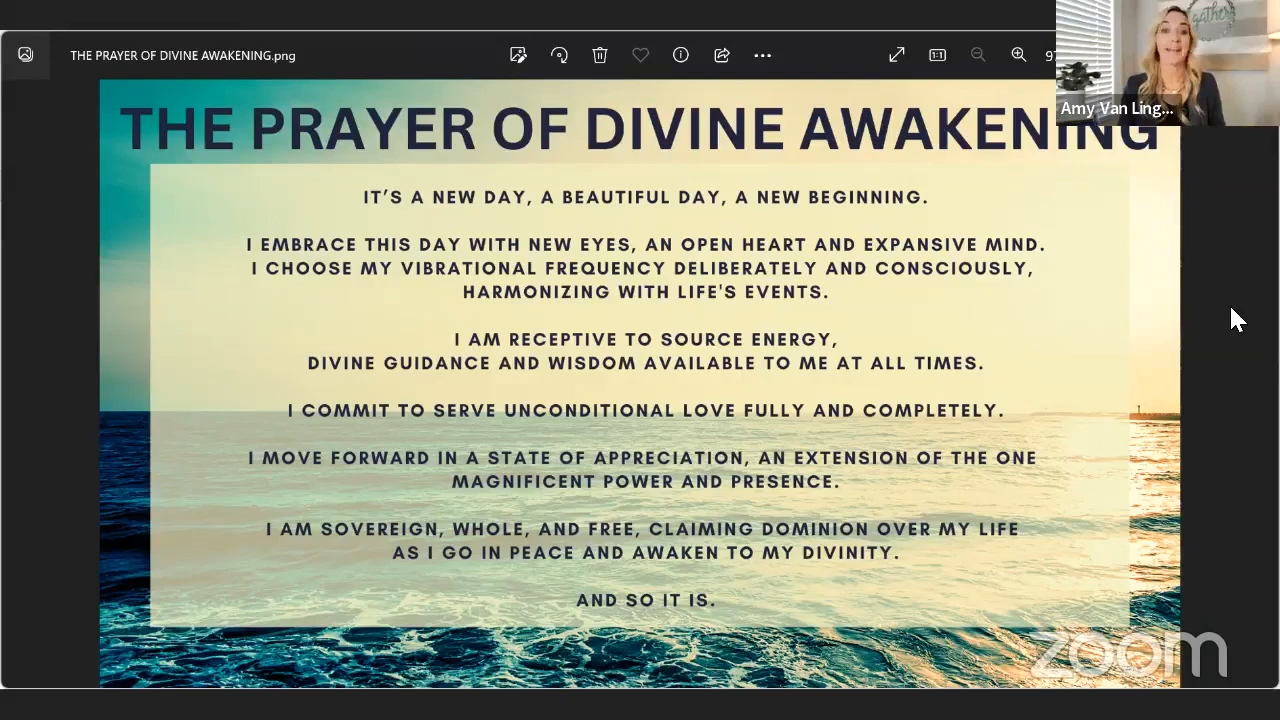 THE PRAYER OF DIVINE AWAKENING.png
1:1
9
gather
Amy Van Ling...
THE PRAYER OF DIVINE AWAKENING
IT’S A NEW DAY, A BEAUTIFUL DAY, A NEW BEGINNING.
I EMBRACE THIS DAY WITH NEW EYES, AN OPEN HEART AND EXPANSIVE MIND.
I CHOOSE MY VIBRATIONAL FREQUENCY DELIBERATELY AND CONSCIOUSLY,
HARMONIZING WITH LIFE'S EVENTS.
I AM RECEPTIVE TO SOURCE ENERGY,
DIVINE GUIDANCE AND WISDOM AVAILABLE TO ME AT ALL TIMES.
I COMMIT TO SERVE UNCONDITIONAL LOVE FULLY AND COMPLETELY.
I MOVE FORWARD IN A STATE OF APPRECIATION, AN EXTENSION OF THE ONE
MAGNIFICENT POWER AND PRESENCE.
I AM SOVEREIGN, WHOLE, AND FREE, CLAIMING DOMINION OVER MY LIFE
AS I GO IN PEACE AND AWAKEN TO MY DIVINITY.
AND SO IT IS.
zoom